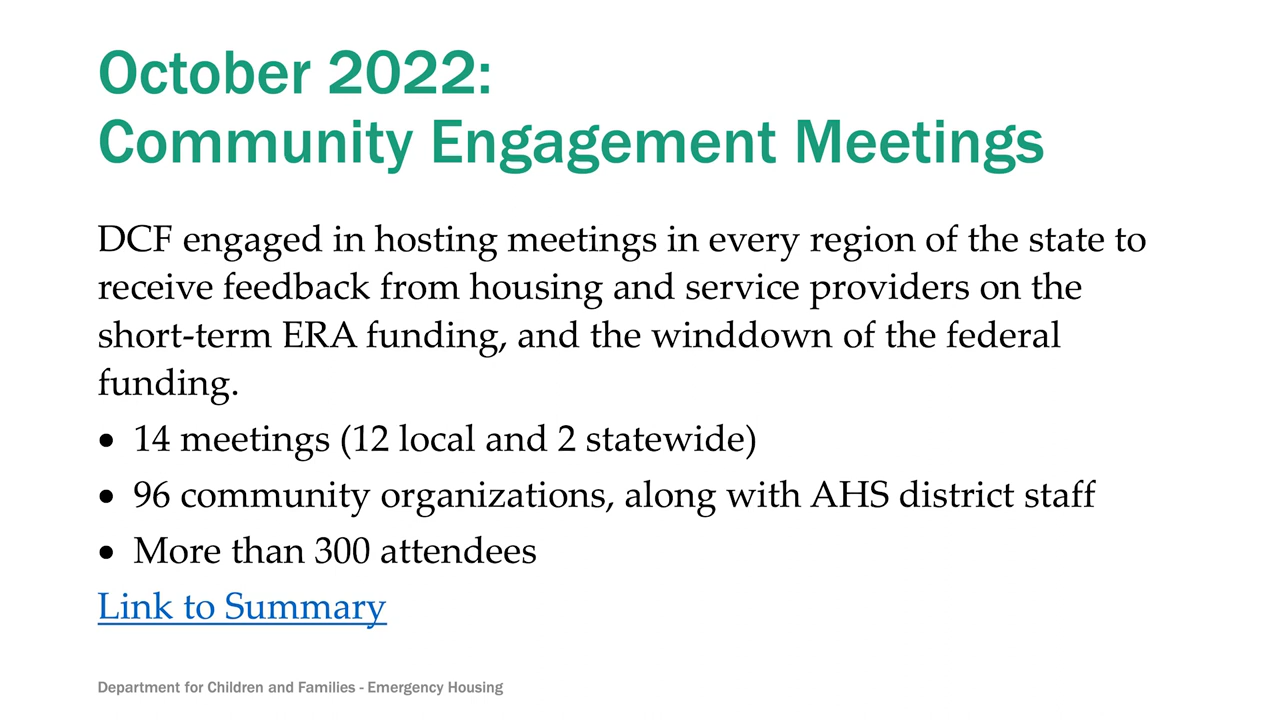 October 2022:
Community Engagement Meetings
DCF engaged in hosting meetings in every region of the state to
receive feedback from housing and service providers on the
short-term ERA funding, and the winddown of the federal
funding.
• 14 meetings (12 local and 2 statewide)
• 96 community organizations, along with AHS district staff
• More than 300 attendees
Link to Summary
Department for Children and Families - Emergency Housing